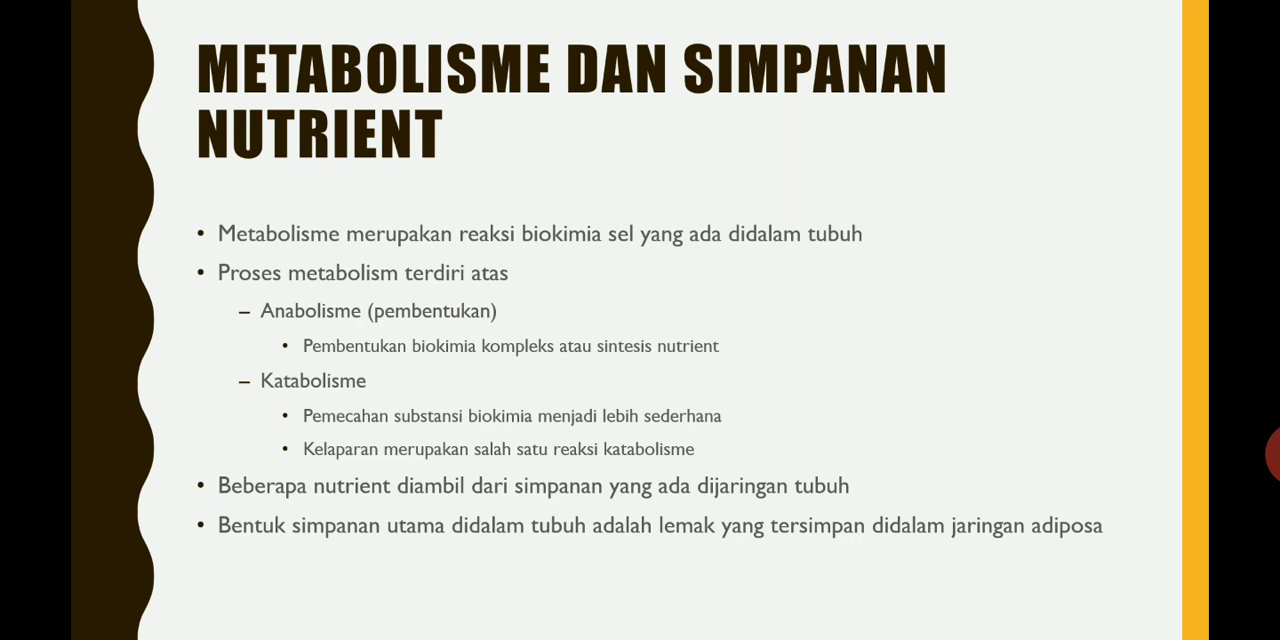 METABOLISME DAN SIMPANAN
NUTRIENT
• Metabolisme merupakan reaksi biokimia sel yang ada didalam tubuh
• Proses metabolism terdiri atas
– Anabolisme (pembentukan)
• Pembentukan biokimia kompleks atau sintesis nutrient
– Katabolisme
• Pemecahan substansi biokimia menjadi lebih sederhana
• Kelaparan merupakan salah satu reaksi katabolisme
• Beberapa nutrient diambil dari simpanan yang ada dijaringan tubuh
• Bentuk simpanan utama didalam tubuh adalah lemak yang tersimpan didalam jaringan adiposa